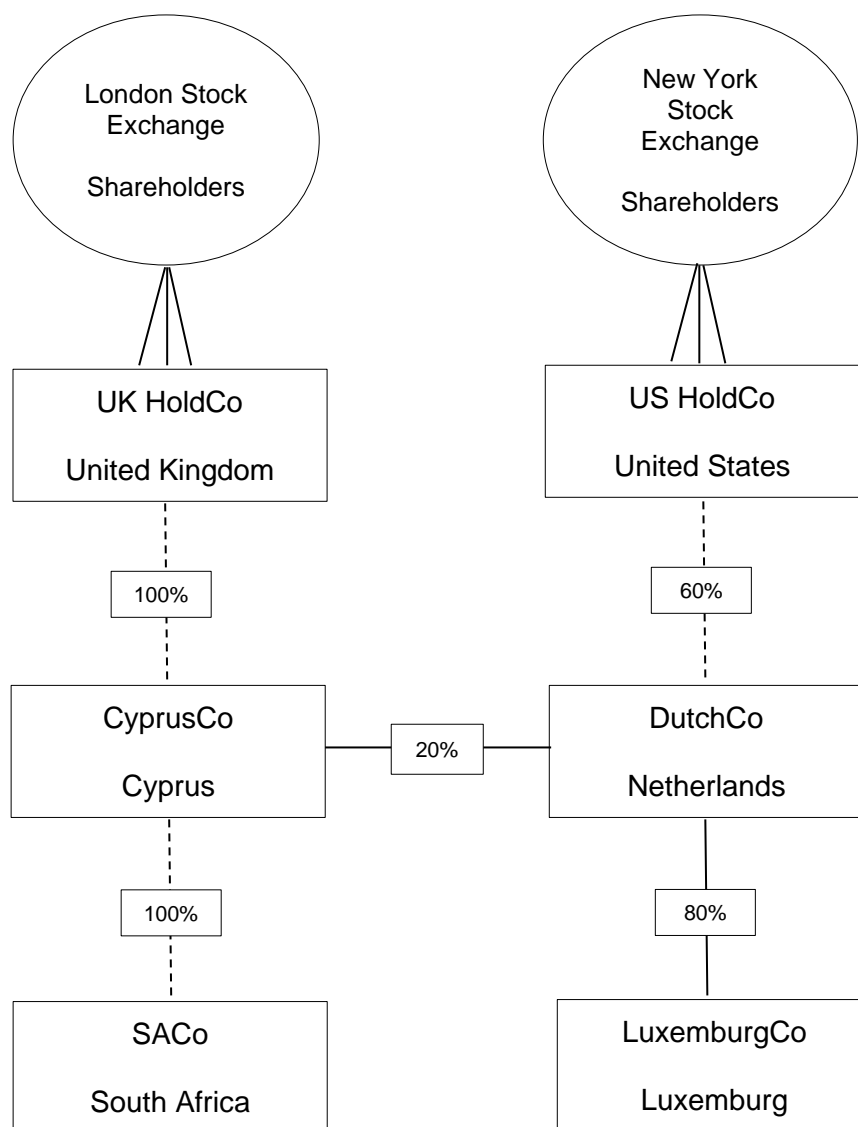 London Stock
Exchange
Shareholders
New York
Stock
Exchange
Shareholders
UK HoldCo
United Kingdom
US HoldCo
United States
100%
60%
CyprusCo
Cyprus
20%
DutchCo
Netherlands
100%
80%
SACo
South Africa
LuxemburgCo
Luxemburg